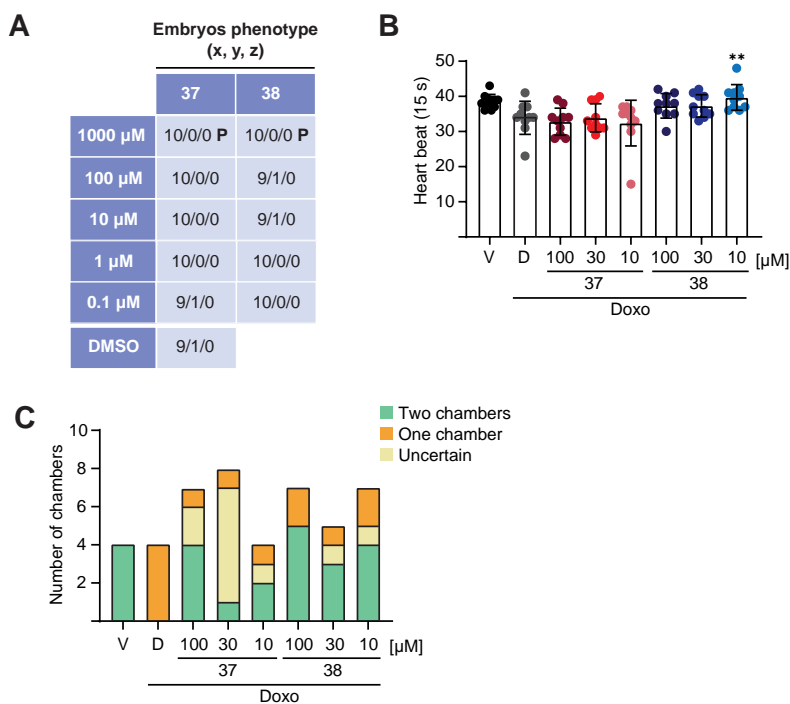 A
Embryos phenotype
(x, y, z)
37 38
1000 µM 10/0/0 P 10/0/0 P
100 µM 10/0/0 9/1/0
10 µM 10/0/0 9/1/0
1 µM 10/0/0 10/0/0
0.1 µM 9/1/0 10/0/0
DMSO 9/1/0
B
**
Heart beat (15 s)
50
40
30
20
10
V D 100 30 10 100 30 10 [µM]
37 38
Doxo
C
Two chambers
One chamber
Uncertain
Number of chambers
10
8
6
4
2
V D 100 30 10 100 30 10 [µM]
37 38
Doxo